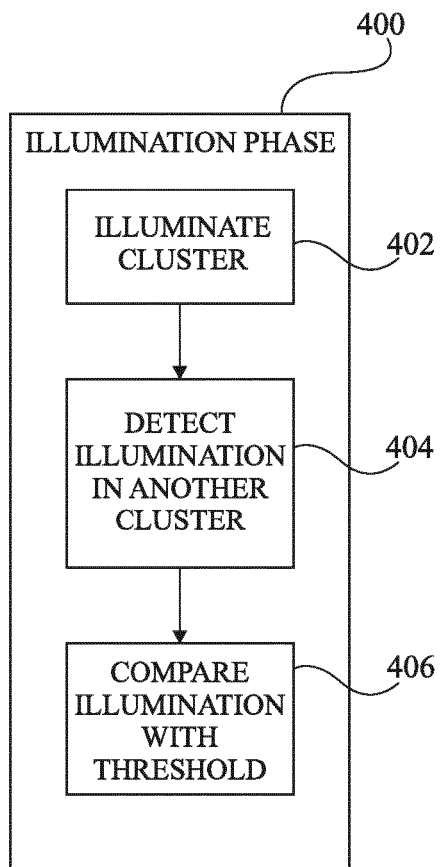 400
ILLUMINATION PHASE
ILLUMINATE
CLUSTER
402
DETECT
ILLUMINATION
IN ANOTHER
CLUSTER
404
COMPARE
ILLUMINATION
WITH
THRESHOLD
406